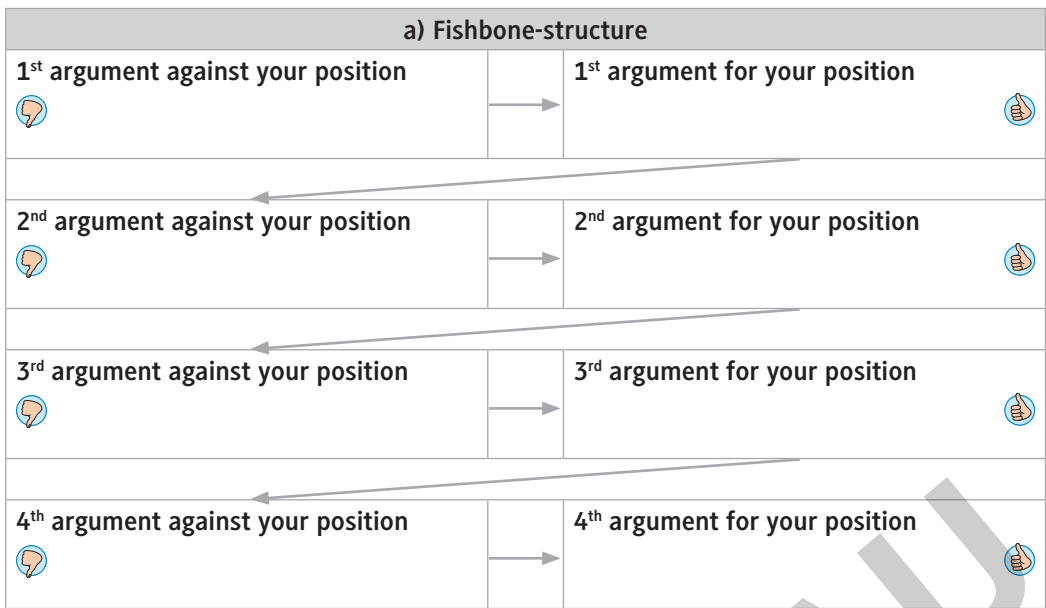 a) Fishbone-structure
1st argument against your position
1st argument for your position
2nd argument against your position
2nd argument for your position
3rd argument against your position
3rd argument for your position
4th argument against your position
4th argument for your position
U